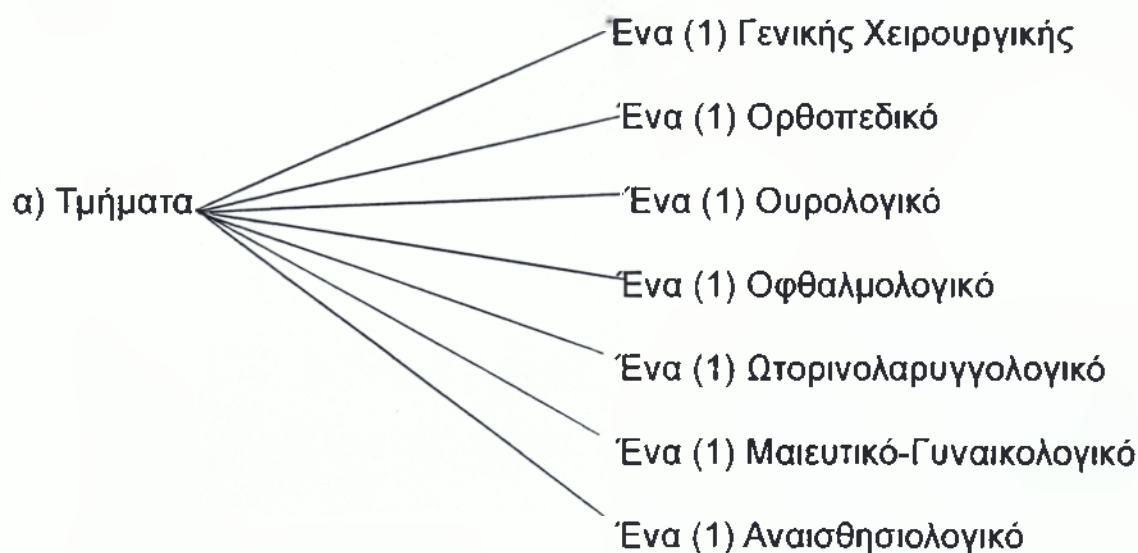 Ένα (1) Γενικής Χειρουργικής
Ένα (1) Ορθοπεδικό
α) Τμήματα
Ένα (1) Ουρολογικό
Ένα (1) Οφθαλμολογικό
Ένα (1) Ωτορινολαρυγγολογικό
Ένα (1) Μαιευτικό-Γυναικολογικό
Ένα (1) Αναισθησιολογικό